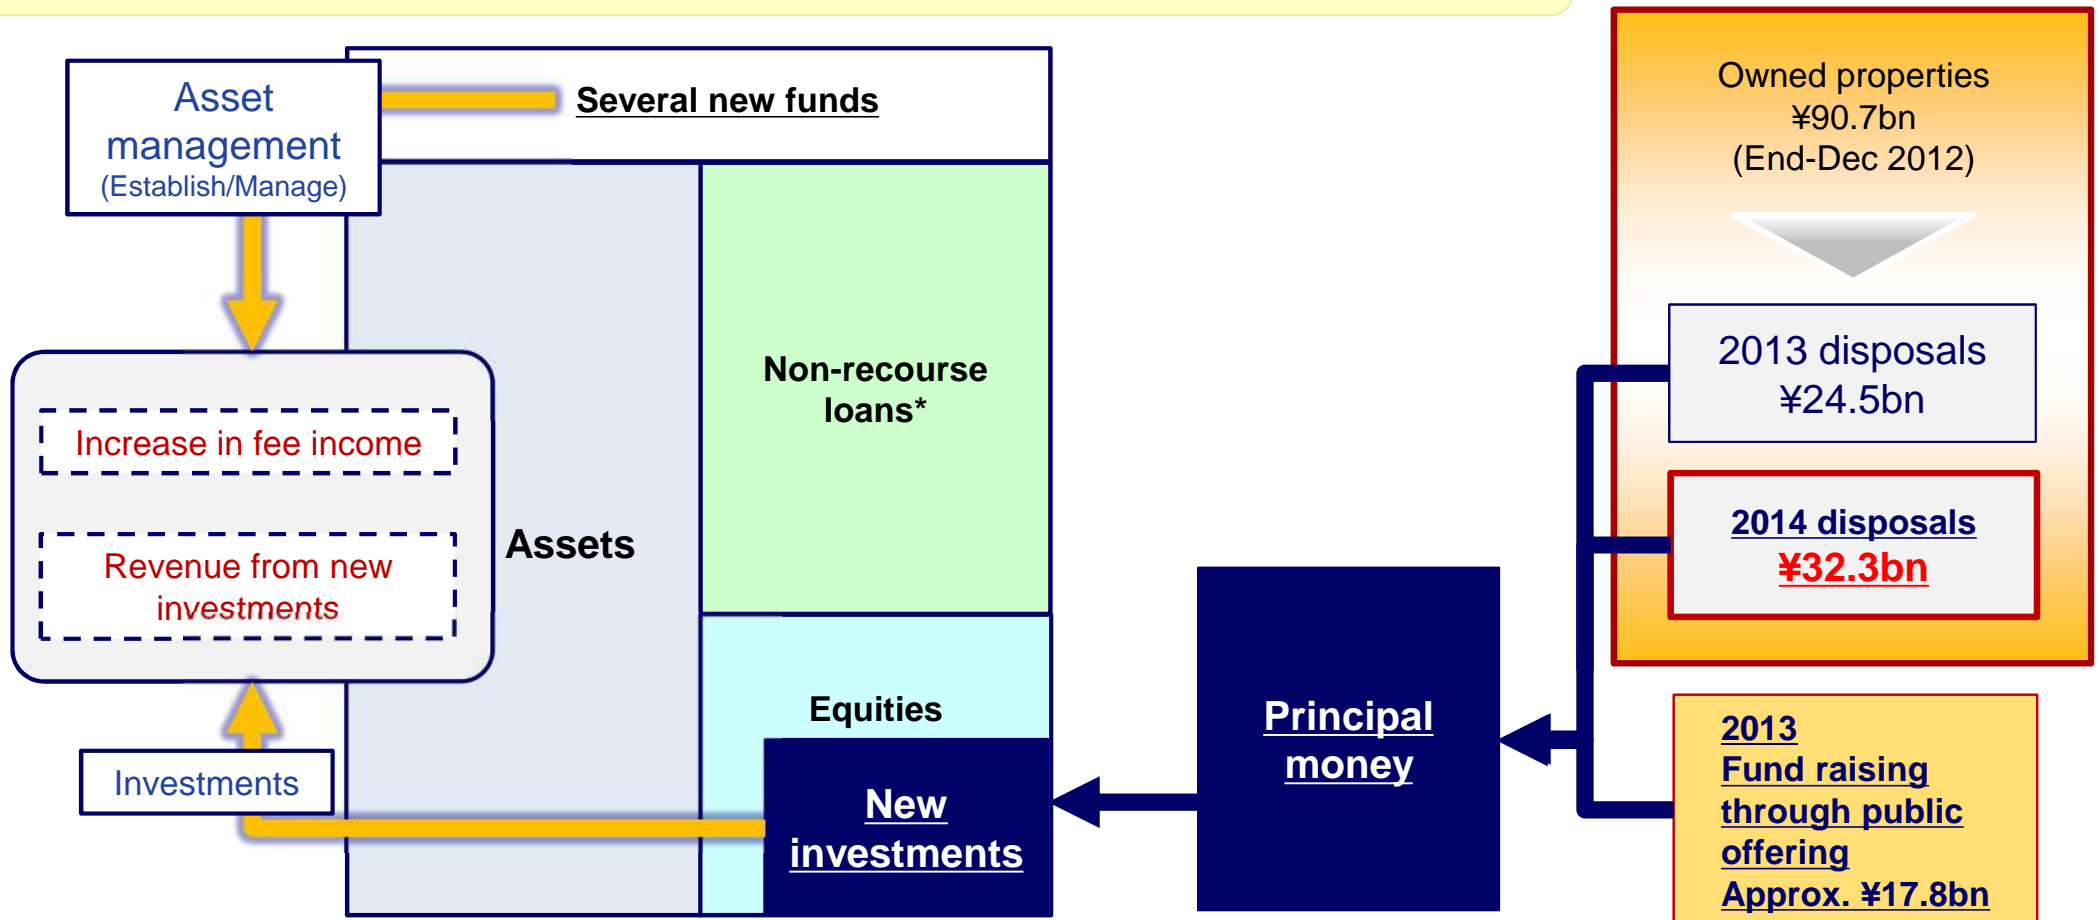 Asset
management
(Establish/Manage)
Several new funds
Increase in fee income
Revenue from new
investments
Investments
Assets
Non-recourse
loans*
Equities
New
investments
Principal
money
Owned properties
¥90.7bn
(End-Dec 2012)
2013 disposals
¥24.5bn
2014 disposals
¥32.3bn
2013
Fund raising
through public
offering
Approx. ¥17.8bn